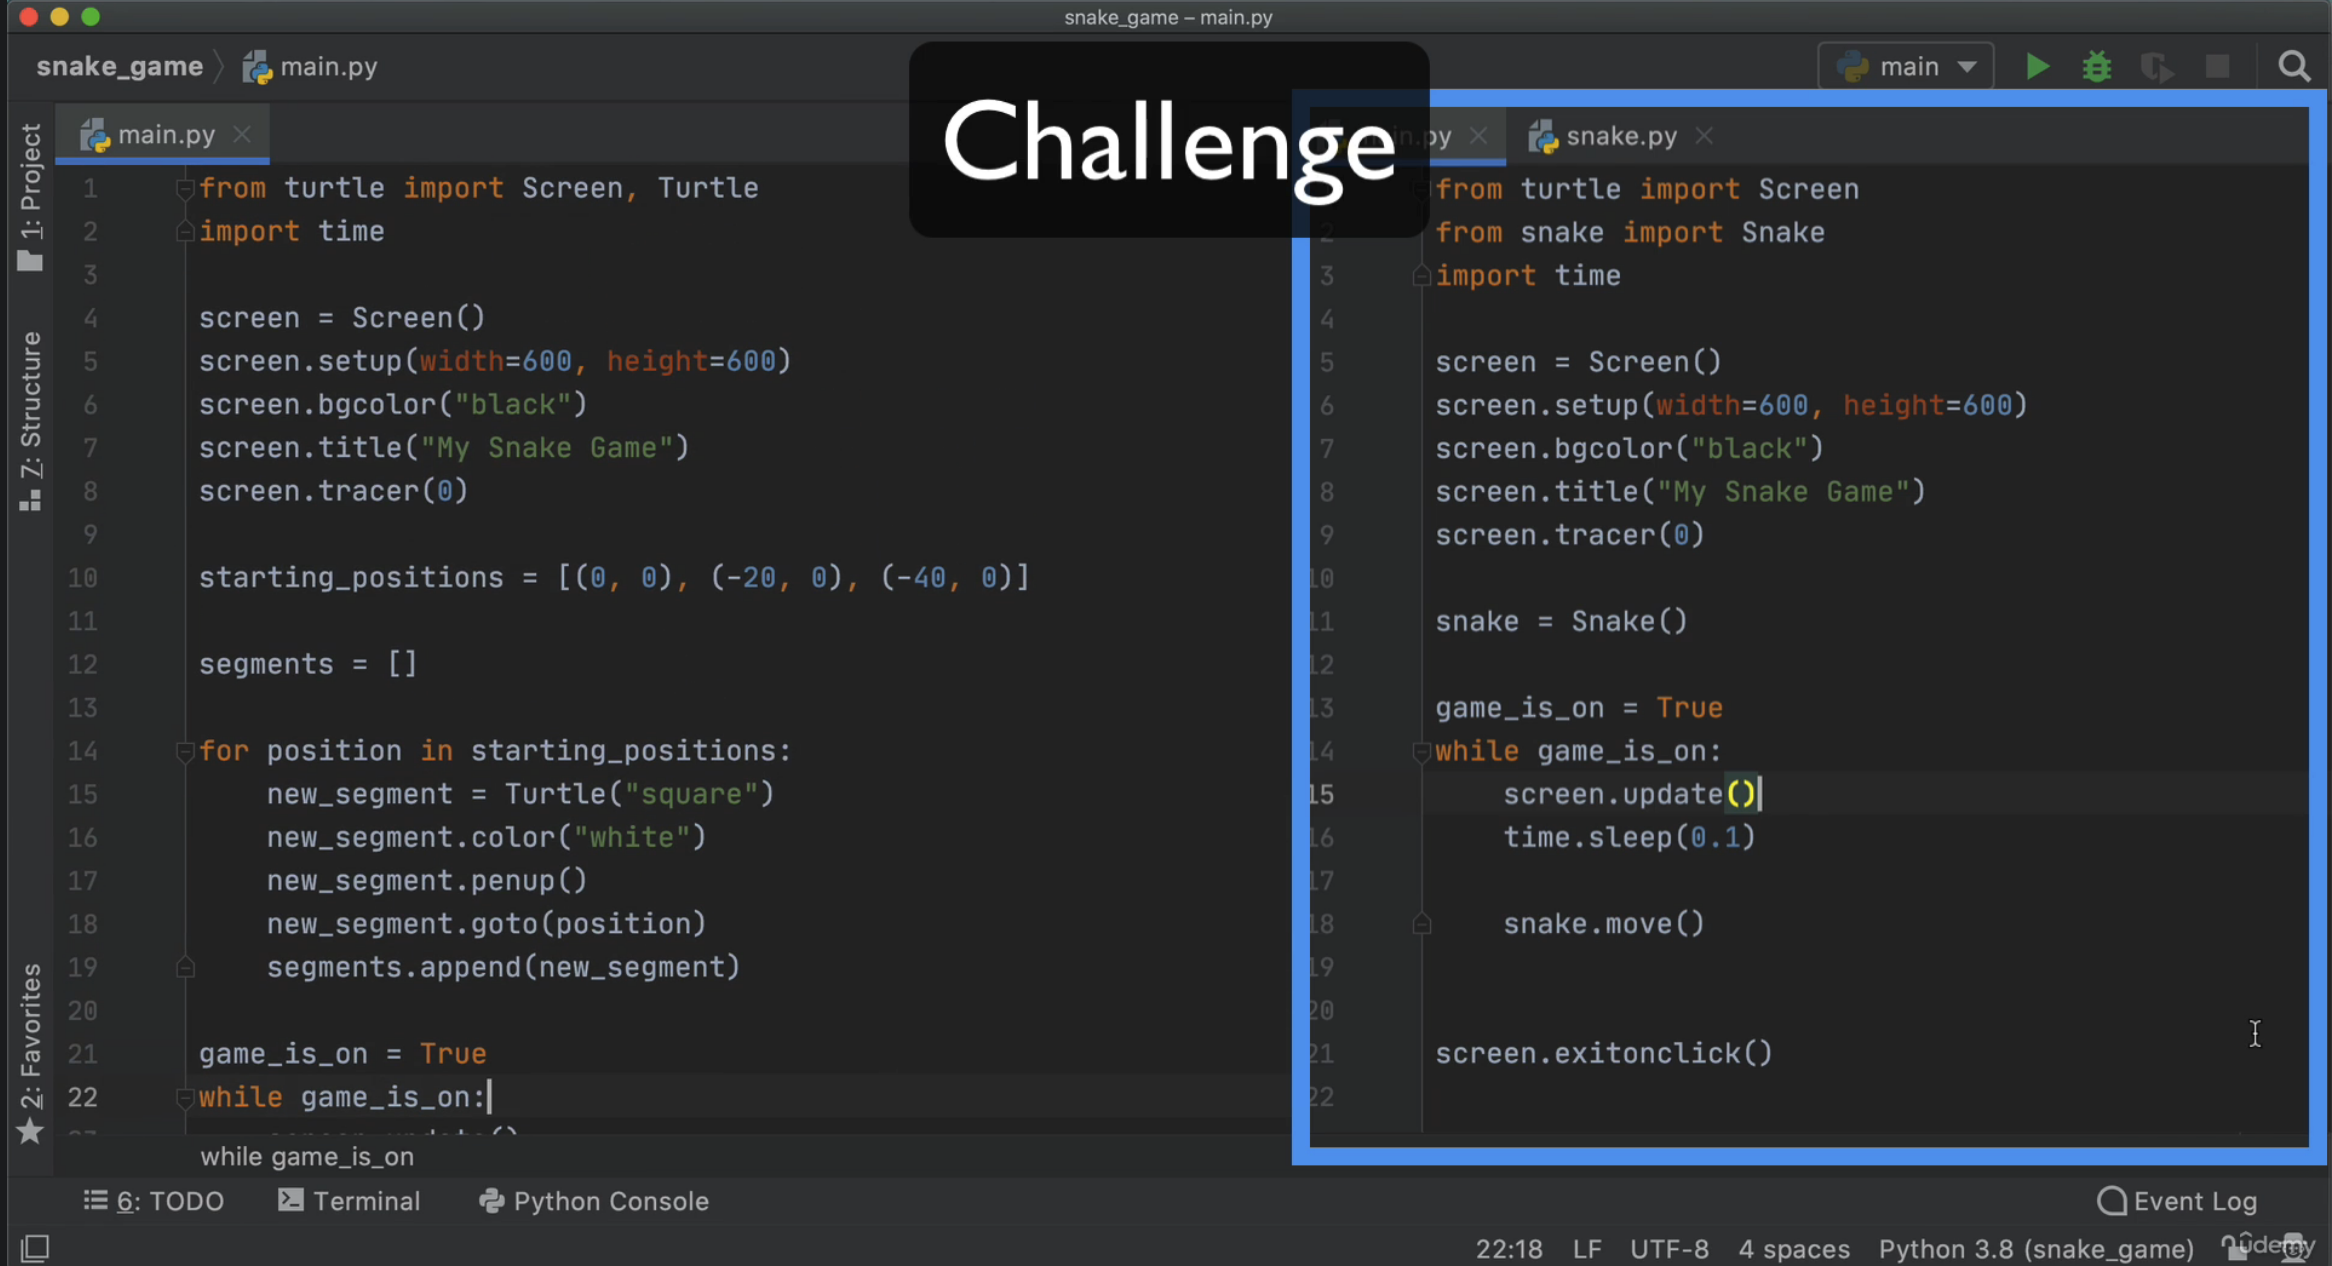 snake_game – main.py
snake_game main.py
Challenge
main
1: Project
7: Structure
2: Favorites
main.py
1 from turtle import Screen, Turtle
2 import time
3
4 screen = Screen()
5 screen.setup(width=600, height=600)
6 screen.bgcolor("black")
7 screen.title("My Snake Game")
8 screen.tracer(0)
9
10 starting_positions = [(0, 0), (-20, 0), (-40, 0)]
11
12 segments = []
13
14 for position in starting_positions:
15 new_segment = Turtle("square")
16 new_segment.color("white")
17 new_segment.penup()
18 new_segment.goto(position)
19 segments.append(new_segment)
20
21 game_is_on = True
22 while game_is_on:
while game_is_on
main.py snake.py
from turtle import Screen
2 from snake import Snake
3 import time
4
5 screen = Screen()
6 screen.setup(width=600, height=600)
7 screen.bgcolor("black")
8 screen.title("My Snake Game")
9 screen.tracer(0)
10
11 snake = Snake()
12
13 game_is_on = True
14 while game_is_on:
15 screen.update()
16 time.sleep(0.1)
17
18 snake.move()
19
20
21 screen.exitonclick()
22
6: TODO Terminal Python Console Event Log
22:18 LF UTF-8 4 spaces Python 3.8 (snake_game)
ûdemy